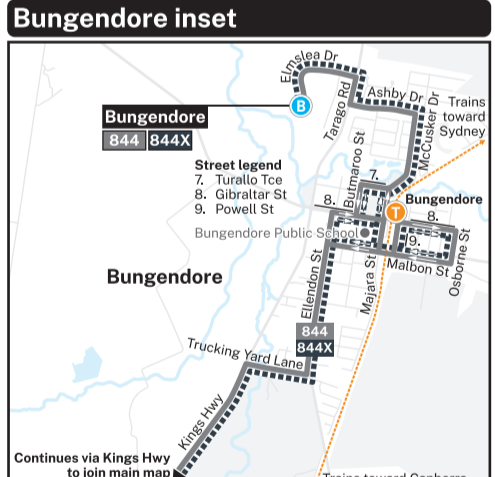 Bungendore inset
Elmslea Dr
B
Bungendore
844 844X
Tarago Rd
Ashby Dr
McCusker Dr
Trains
toward
Sydney
Street legend
7. Turallo Tce
8. Gibraltar St
9. Powell St
Butmaroo St
7.
8.
T
Bungendore
8.
9.
Bungendore Public School
Malbon St
Osborne St
Majara St
Ellendon St
Bungendore
844
844X
Trucking Yard Lane
Kings Hwy
Continues via Kings Hwy
to join main map
Trains toward Canberra